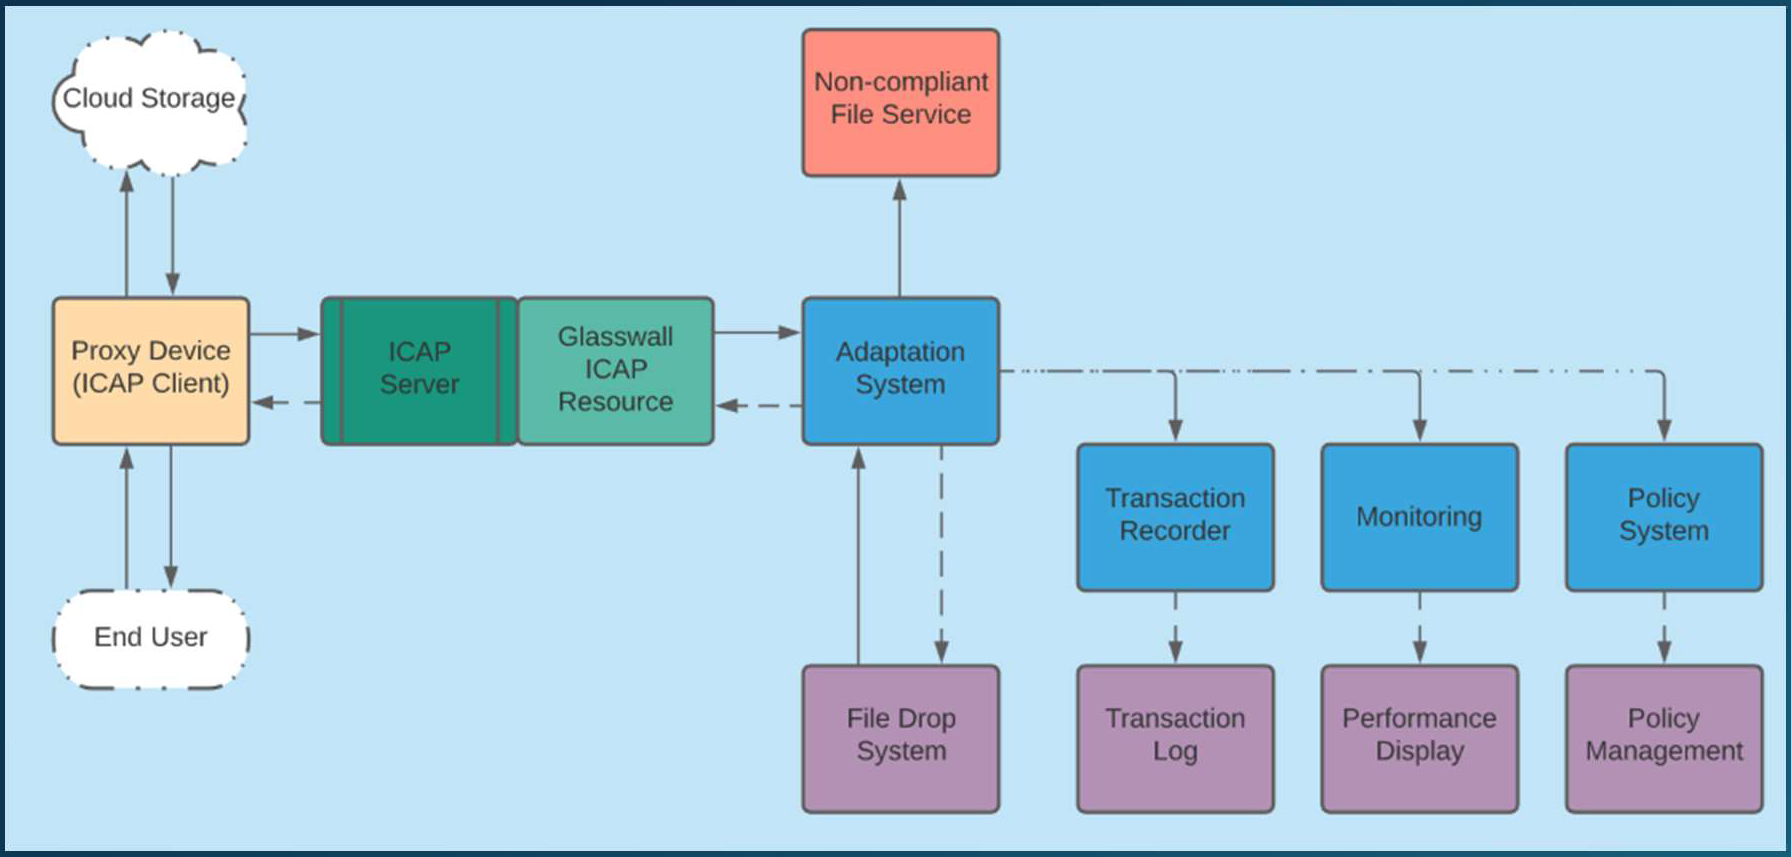 Cloud Storage
Non-compliant
File Service
Proxy Device
(ICAP Client)
ICAP
Server
Glasswall
ICAP
Resource
Adaptation
System
Transaction
Recorder
Monitoring
Policy
System
End User
File Drop
System
Transaction
Log
Performance
Display
Policy
Management